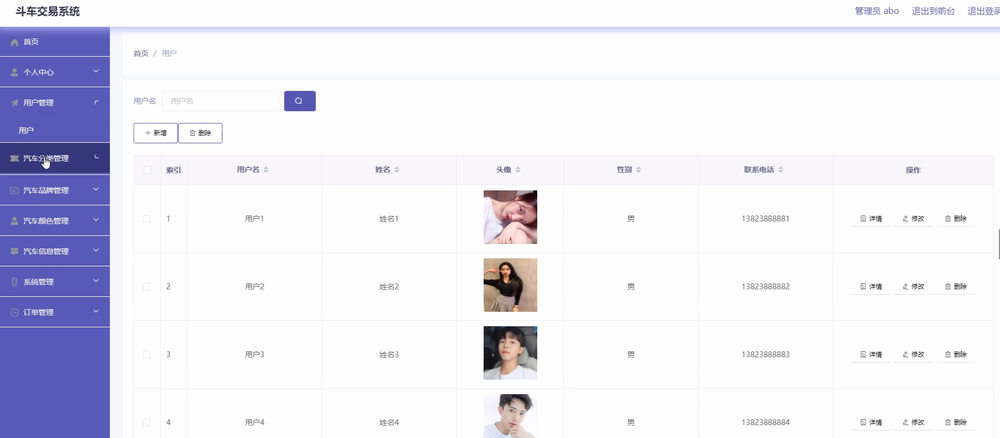 斗车交易系统
管理员 abo 退出到前台 退出登录
首页
个人中心
用户管理
用户
汽车分类管理
汽车品牌管理
汽车颜色管理
汽车信息管理
系统管理
订单管理
首页 / 用户
用户名 用户名
新增 删除
索引 用户名 姓名 头像 性别 联系电话 操作
1 用户1 姓名1 男 13823888881 详情 修改 删除
2 用户2 姓名2 男 13823888882 详情 修改 删除
3 用户3 姓名3 男 13823888883 详情 修改 删除
4 用户4 姓名4 男 13823888884 详情 修改 删除